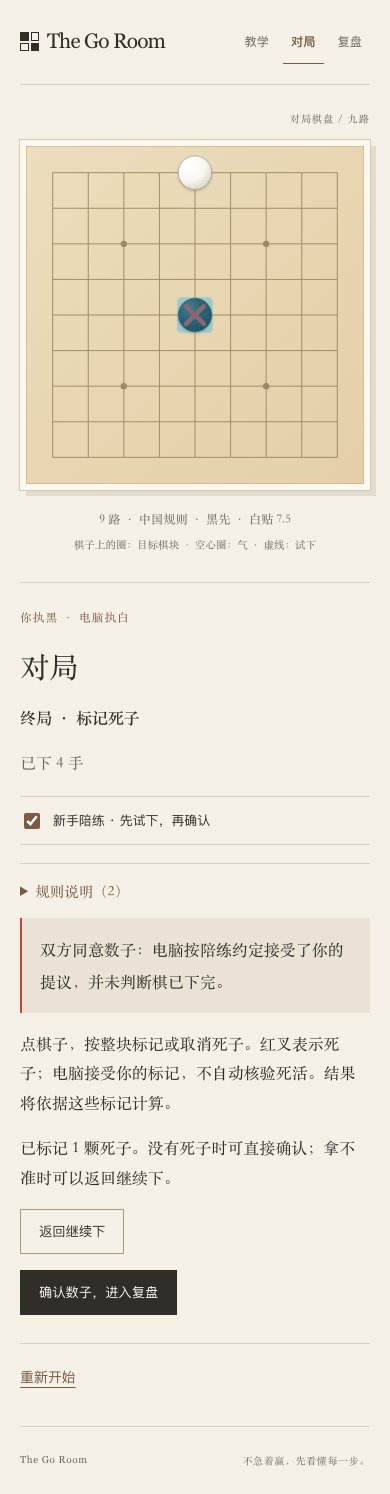 The Go Room
教学 对局 复盘
对局棋盘 / 九路
9 路 · 中国规则 · 黑先 · 白贴 7.5
棋子上的圈：目标棋块 · 空心圈：气 · 虚线：试下
你执黑 · 电脑执白
对局
终局 · 标记死子
已下 4 手
新手陪练 · 先试下，再确认
规则说明（2）
双方同意数子：电脑按陪练约定接受了你的
提议，并未判断棋已下完。
点棋子，按整块标记或取消死子。红叉表示死
子；电脑接受你的标记，不自动核验死活。结果
将依据这些标记计算。
已标记 1 颗死子。没有死子时可直接确认；拿不
准时可以返回继续下。
返回继续下
确认数子，进入复盘
重新开始
The Go Room
不急着赢，先看懂每一步。